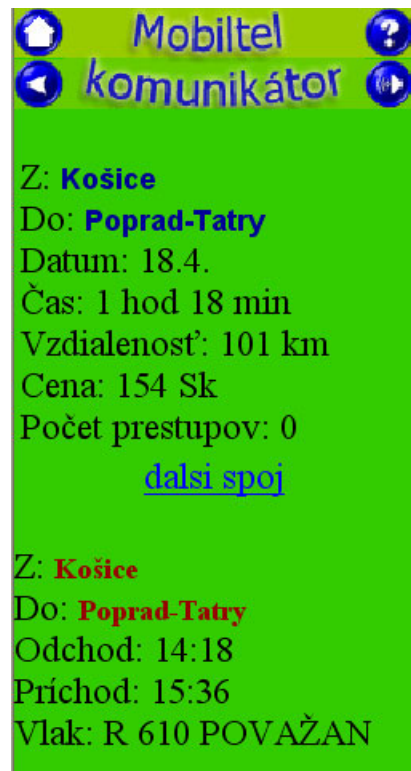 Mobiltel
komunikátor
Z: Košice
Do: Poprad-Tatry
Datum: 18.4.
Čas: 1 hod 18 min
Vzdialenosť: 101 km
Cena: 154 Sk
Počet prestupov: 0
dalsi spoj
Z: Košice
Do: Poprad-Tatry
Odchod: 14:18
Príchod: 15:36
Vlak: R 610 POVAŽAN